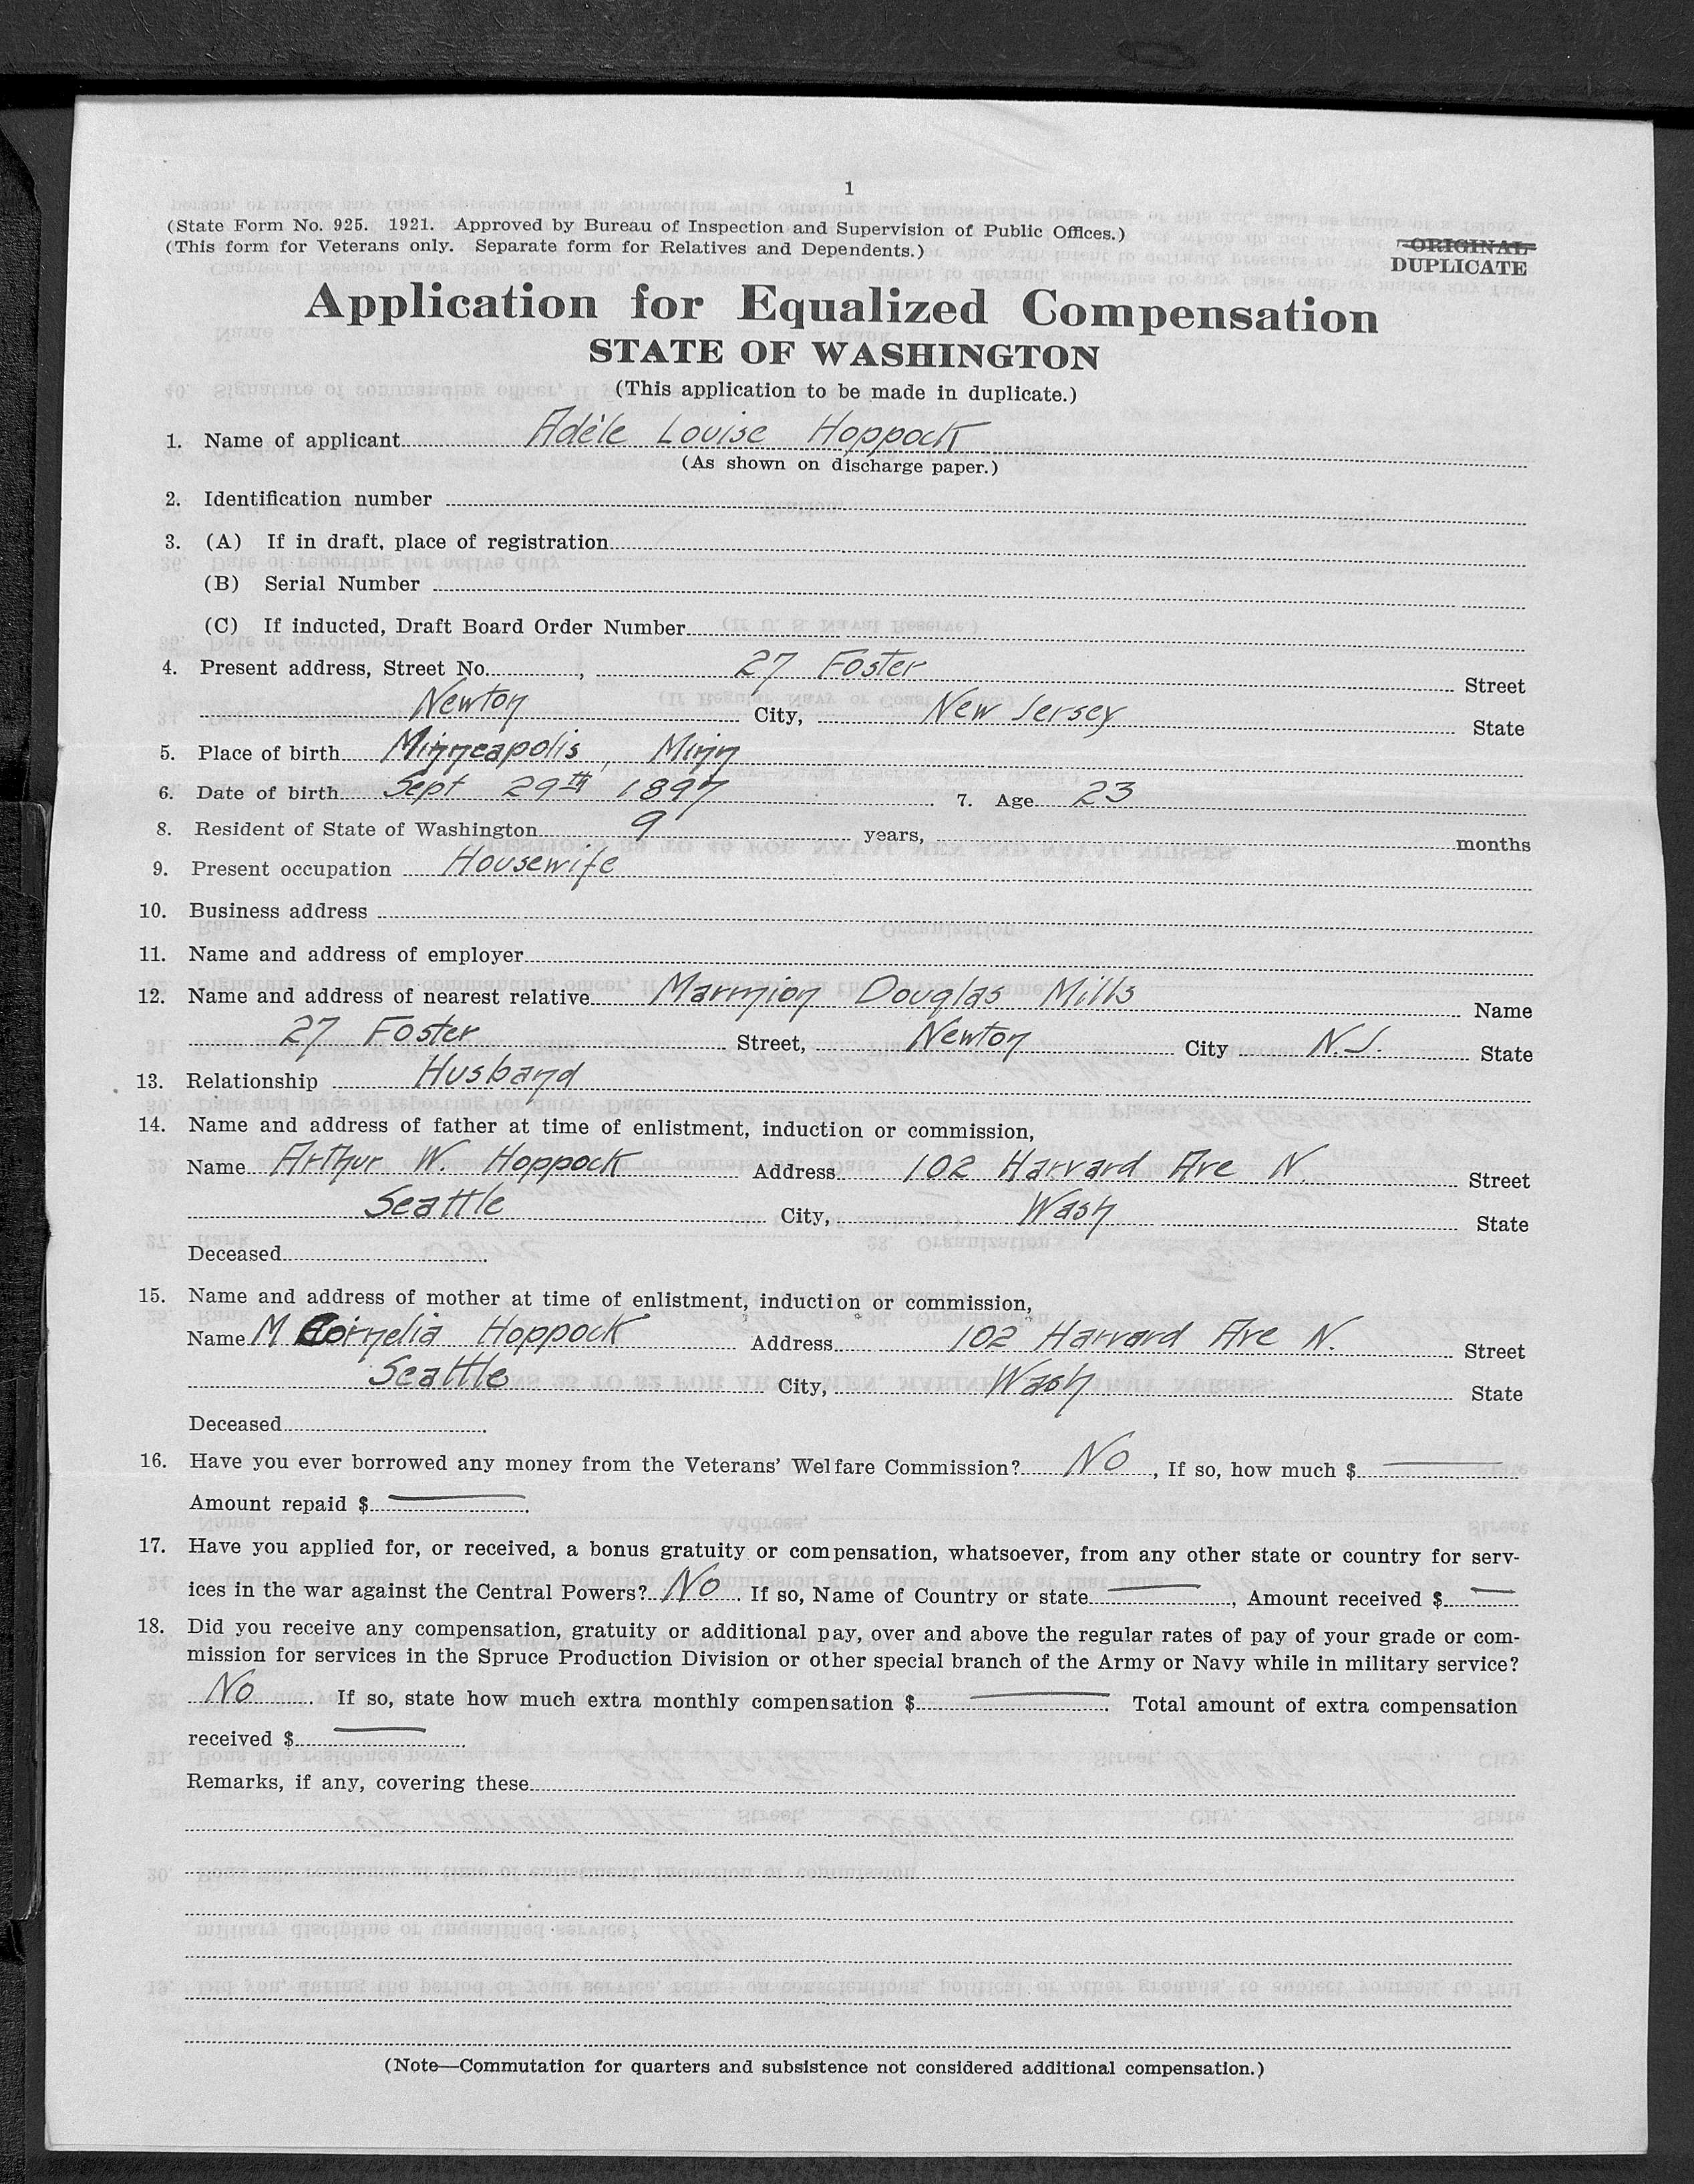 1
(State Form No. 925. 1921. Approved by Bureau of Inspection and Supervision of Public Offices.)
(This form for Veterans only. Separate form for Relatives and Dependents.)
ORIGINAL
DUPLICATE
Application for Equalized Compensation
STATE OF WASHINGTON
(This application to be made in duplicate.)
1. Name of applicant Adèle Louise Hoppock
(As shown on discharge paper.)
2. Identification number
3. (A) If in draft, place of registration
(B) Serial Number
(C) If inducted, Draft Board Order Number
4. Present address, Street No. , 27 Foster Street
Newton City, New Jersey State
5. Place of birth Minneapolis, Minn
6. Date of birth Sept 29th 1897 7. Age 23
8. Resident of State of Washington 9 years, months
9. Present occupation Housewife
10. Business address
11. Name and address of employer
12. Name and address of nearest relative Marmion Douglas Mills Name
27 Foster Street, Newton City N.J. State
13. Relationship Husband
14. Name and address of father at time of enlistment, induction or commission,
Name Arthur W. Hoppock Address 102 Harvard Ave N. Street
Seattle City, Wash State
Deceased
15. Name and address of mother at time of enlistment, induction or commission,
Name M Cornelia Hoppock Address 102 Harvard Ave N. Street
Seattle City, Wash State
Deceased
16. Have you ever borrowed any money from the Veterans' Welfare Commission? No, If so, how much $ —
Amount repaid $ —
17. Have you applied for, or received, a bonus gratuity or compensation, whatsoever, from any other state or country for serv-
ices in the war against the Central Powers? No. If so, Name of Country or state —, Amount received $ —
18. Did you receive any compensation, gratuity or additional pay, over and above the regular rates of pay of your grade or com-
mission for services in the Spruce Production Division or other special branch of the Army or Navy while in military service?
No. If so, state how much extra monthly compensation $ —. Total amount of extra compensation
received $ —.
Remarks, if any, covering these
(Note—Commutation for quarters and subsistence not considered additional compensation.)